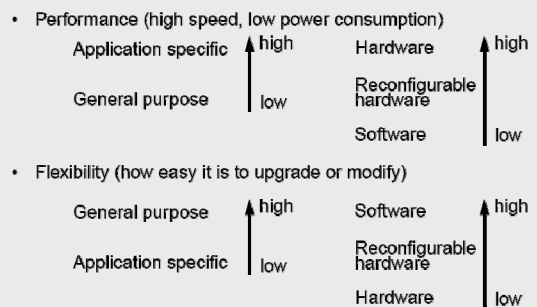 • Performance (high speed, low power consumption)
Application specific high Hardware high
Reconfigurable
General purpose low hardware
Software low
• Flexibility (how easy it is to upgrade or modify)
General purpose high Software high
Reconfigurable
Application specific low hardware
Hardware low